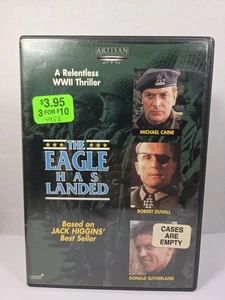 ARTISAN
DVD
A Relentless
WWII Thriller
$3.95
3 FOR $10
MICHAEL CAINE
THE
EAGLE
HAS
LANDED
ROBERT DUVALL
CASES
ARE
EMPTY
Based on
JACK HIGGINS'
Best Seller
DONALD SUTHERLAND